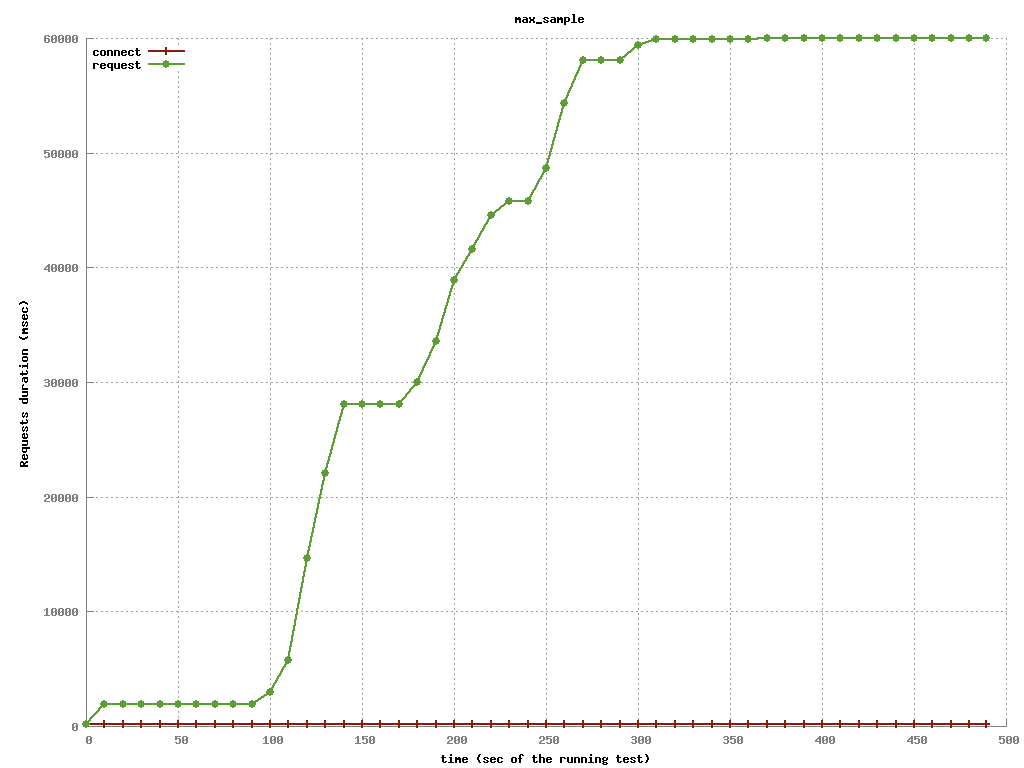 max_sample
60000
50000
40000
30000
20000
10000
0
connect
request
Requests duration (msec)
0 50 100 150 200 250 300 350 400 450 500
time (sec of the running test)